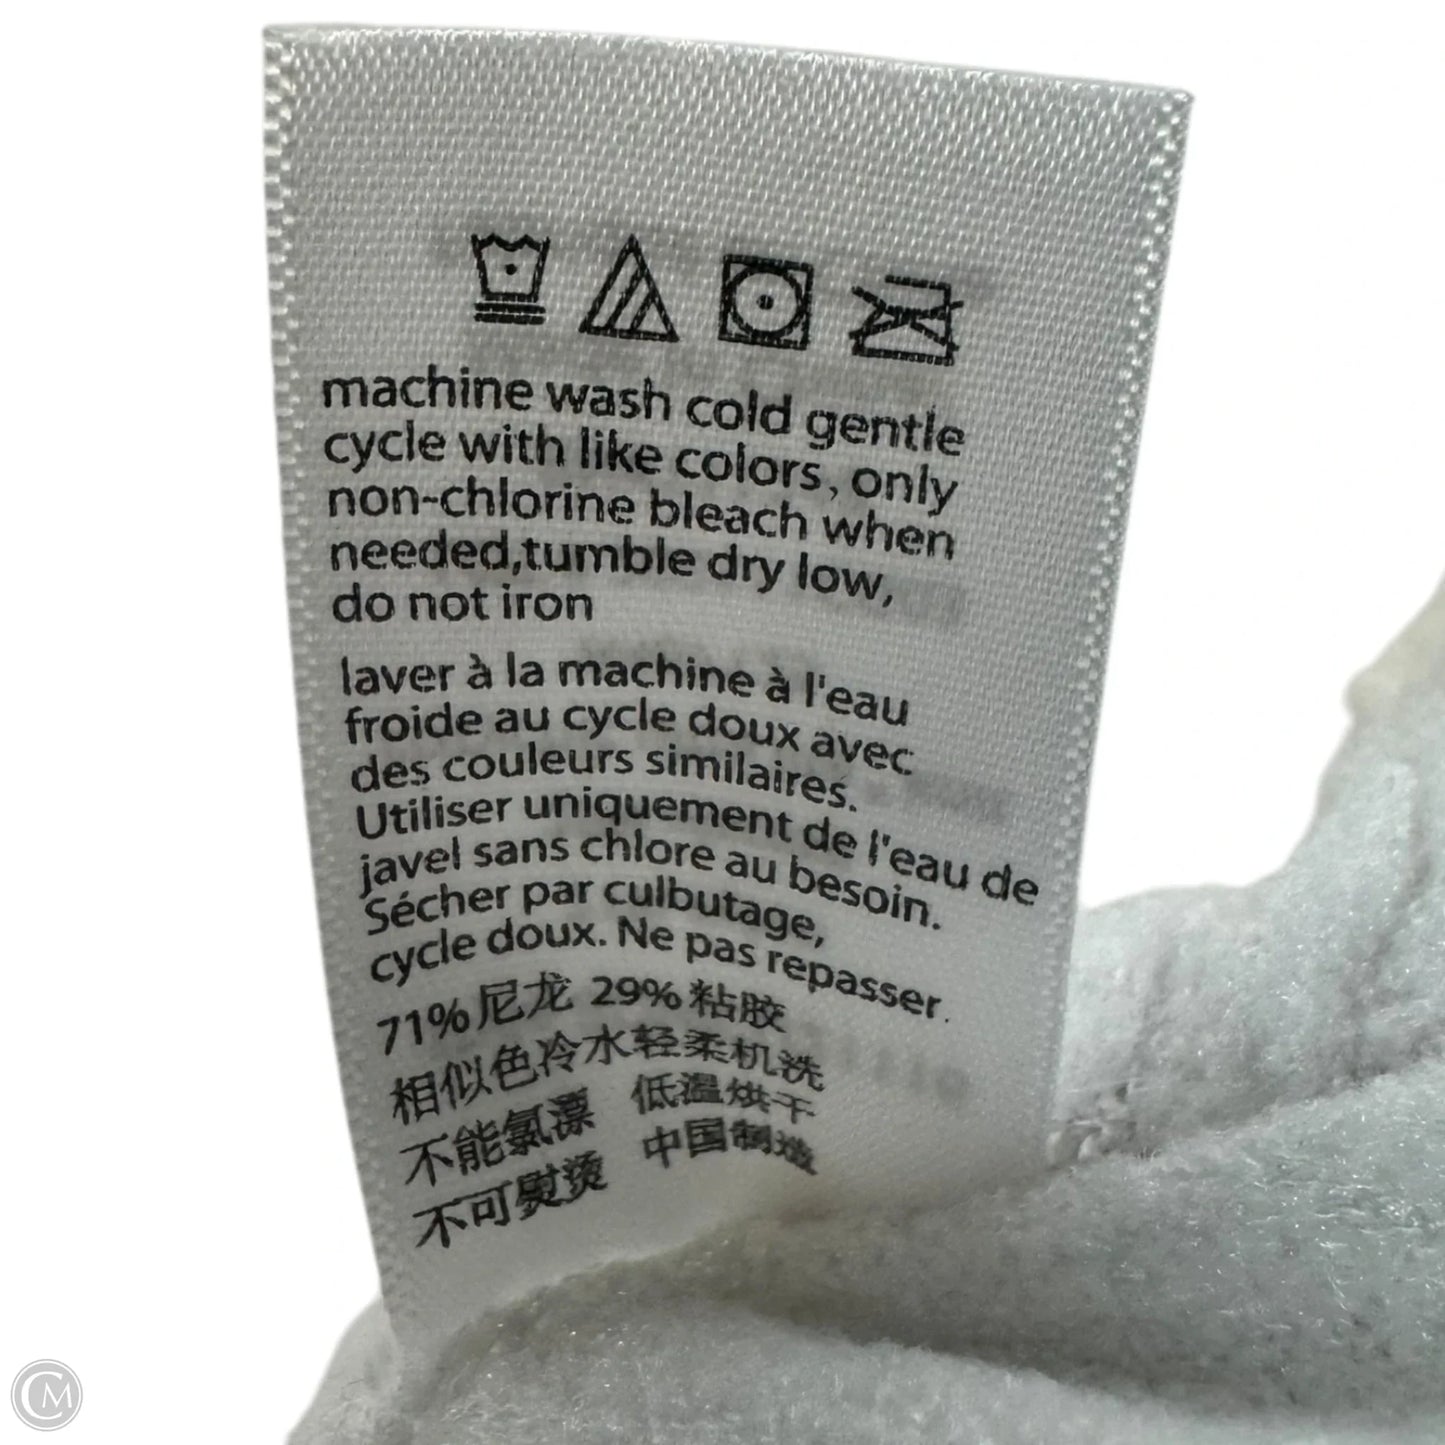 machine wash cold gentle
cycle with like colors, only
non-chlorine bleach when
needed,tumble dry low,
do not iron
laver à la machine à l'eau
froide au cycle doux avec
des couleurs similaires.
Utiliser uniquement de l'eau de
javel sans chlore au besoin.
Sécher par culbutage,
cycle doux. Ne pas repasser.
71%尼龙 29%粘胶
相似色冷水轻柔机洗
不能氯漂 低温烘干
不可熨烫 中国制造
CM